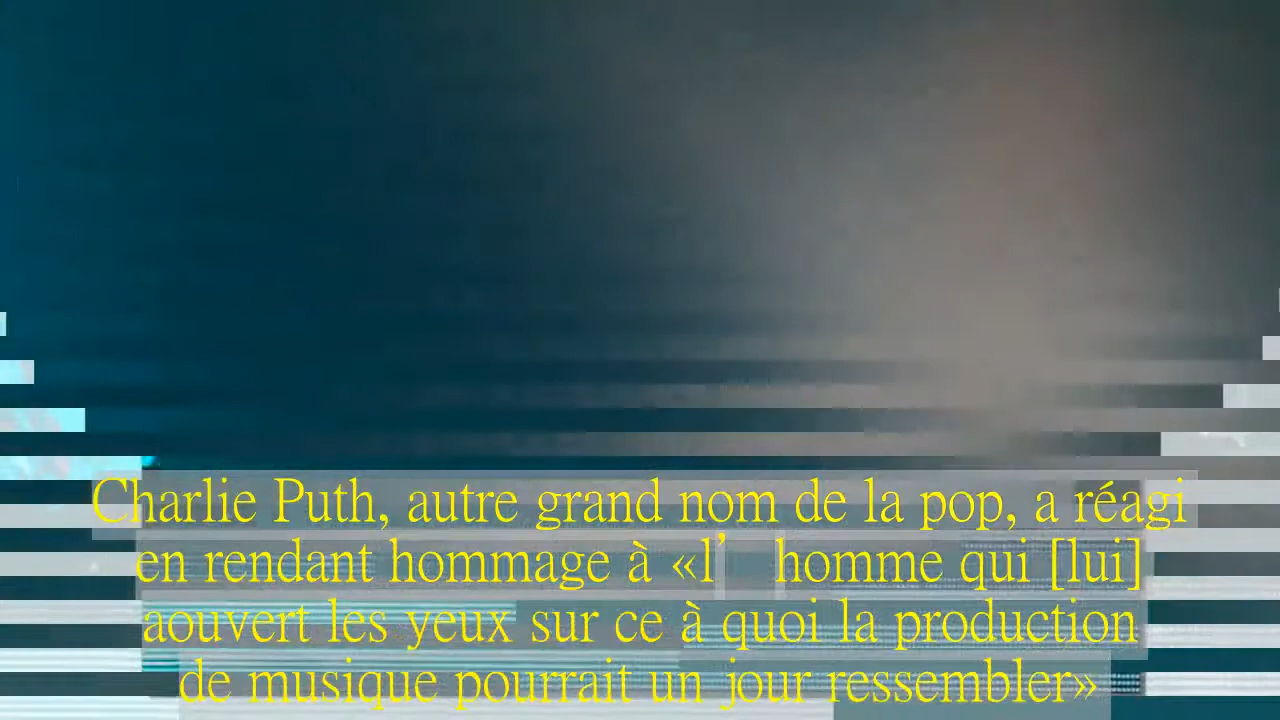 Charlie Puth, autre grand nom de la pop, a réagi
en rendant hommage à «l’ homme qui [lui]
aouvert les yeux sur ce à quoi la production
de musique pourrait un jour ressembler»